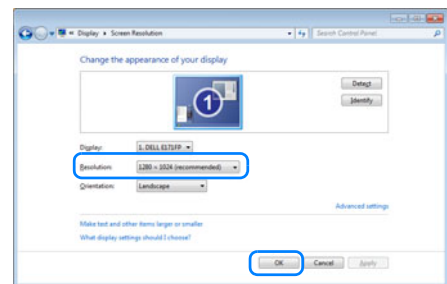 Display ▸ Screen Resolution
Search Control Panel
Change the appearance of your display
1
Detect
Identify
Display: 1. DELL E171FP
Resolution: 1280 × 1024 (recommended)
Orientation: Landscape
Advanced settings
Make text and other items larger or smaller
What display settings should I choose?
OK Cancel Apply